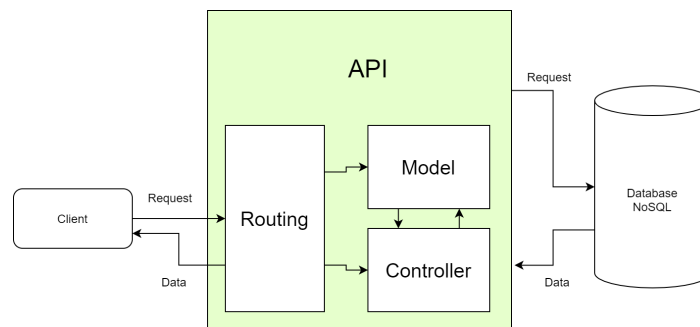 API
Request
Model
Database
NoSQL
Request
Client
Routing
Controller
Data
Data